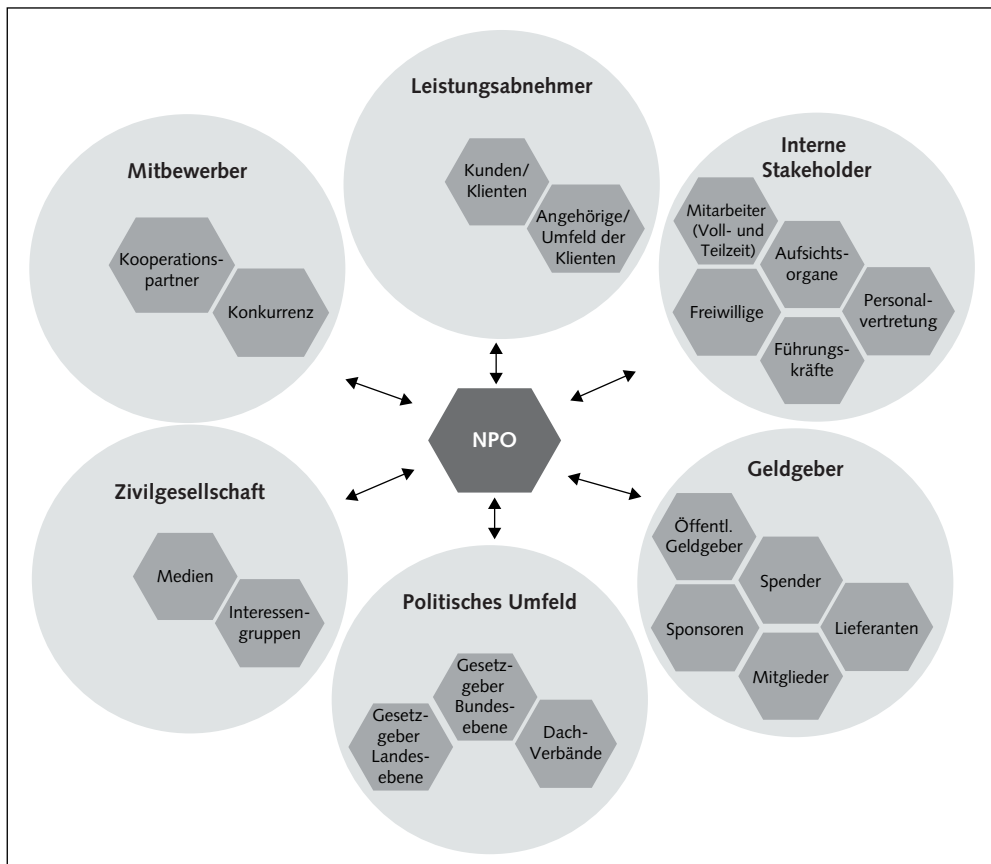 Leistungsabnehmer
Kunden/
Klienten
Angehörige/
Umfeld der
Klienten
Interne
Stakeholder
Mitarbeiter
(Voll- und
Teilzeit)
Aufsichts-
organe
Freiwillige
Personal-
vertretung
Führungs-
kräfte
Mitbewerber
Kooperations-
partner
Konkurrenz
NPO
Geldgeber
Öffentl.
Geldgeber
Spender
Sponsoren
Lieferanten
Mitglieder
Zivilgesellschaft
Medien
Interessen-
gruppen
Politisches Umfeld
Gesetz-
geber
Bundes-
ebene
Gesetz-
geber
Landes-
ebene
Dach-
Verbände